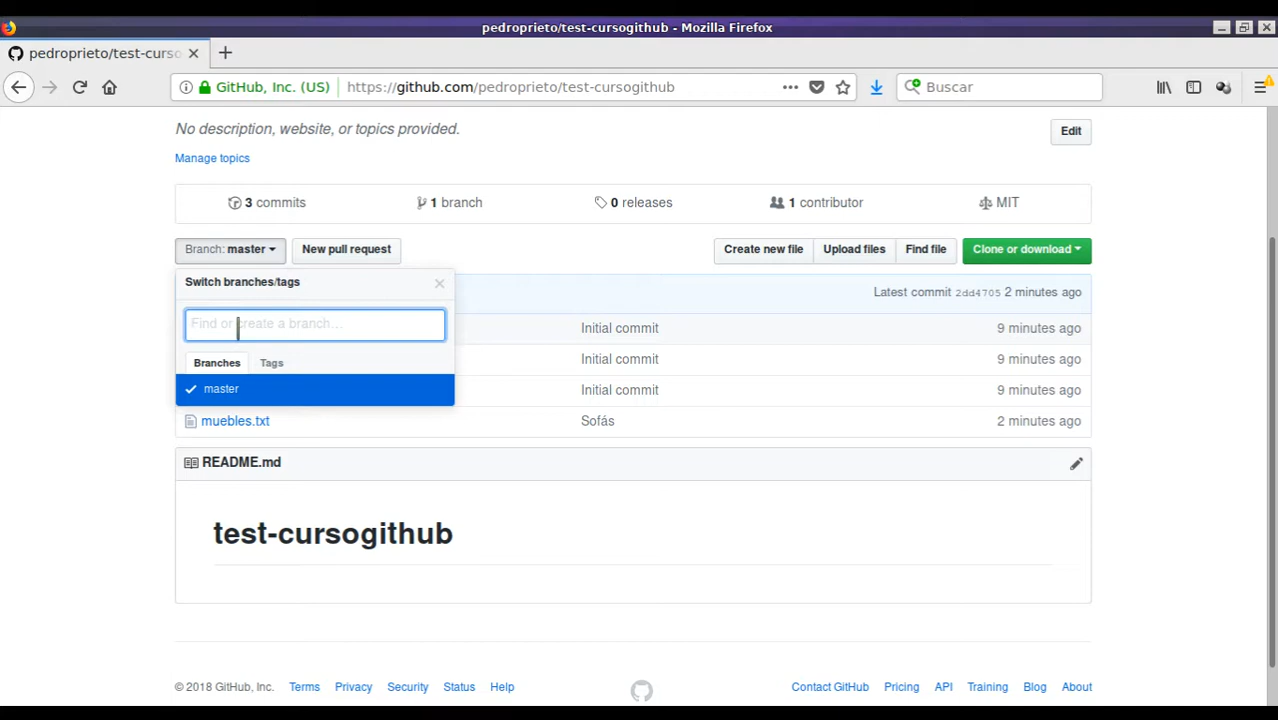 pedroprieto/test-cursogithub - Mozilla Firefox
pedroprieto/test-curso
GitHub, Inc. (US) https://github.com/pedroprieto/test-cursogithub Buscar
No description, website, or topics provided. Edit
Manage topics
3 commits 1 branch 0 releases 1 contributor MIT
Branch: master New pull request Create new file Upload files Find file Clone or download
Switch branches/tags
Latest commit 2dd4705 2 minutes ago
Find or create a branch...
Initial commit 9 minutes ago
Branches Tags
Initial commit 9 minutes ago
master
Initial commit 9 minutes ago
muebles.txt Sofás 2 minutes ago
README.md
test-cursogithub
© 2018 GitHub, Inc. Terms Privacy Security Status Help Contact GitHub Pricing API Training Blog About